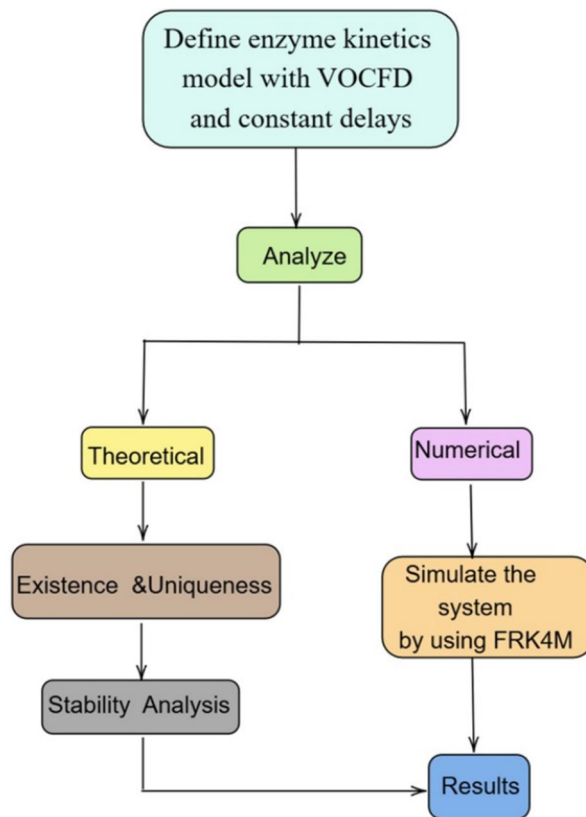 Define enzyme kinetics
model with VOCFD
and constant delays
Analyze
Theoretical
Numerical
Existence &Uniqueness
Simulate the
system
by using FRK4M
Stability Analysis
Results